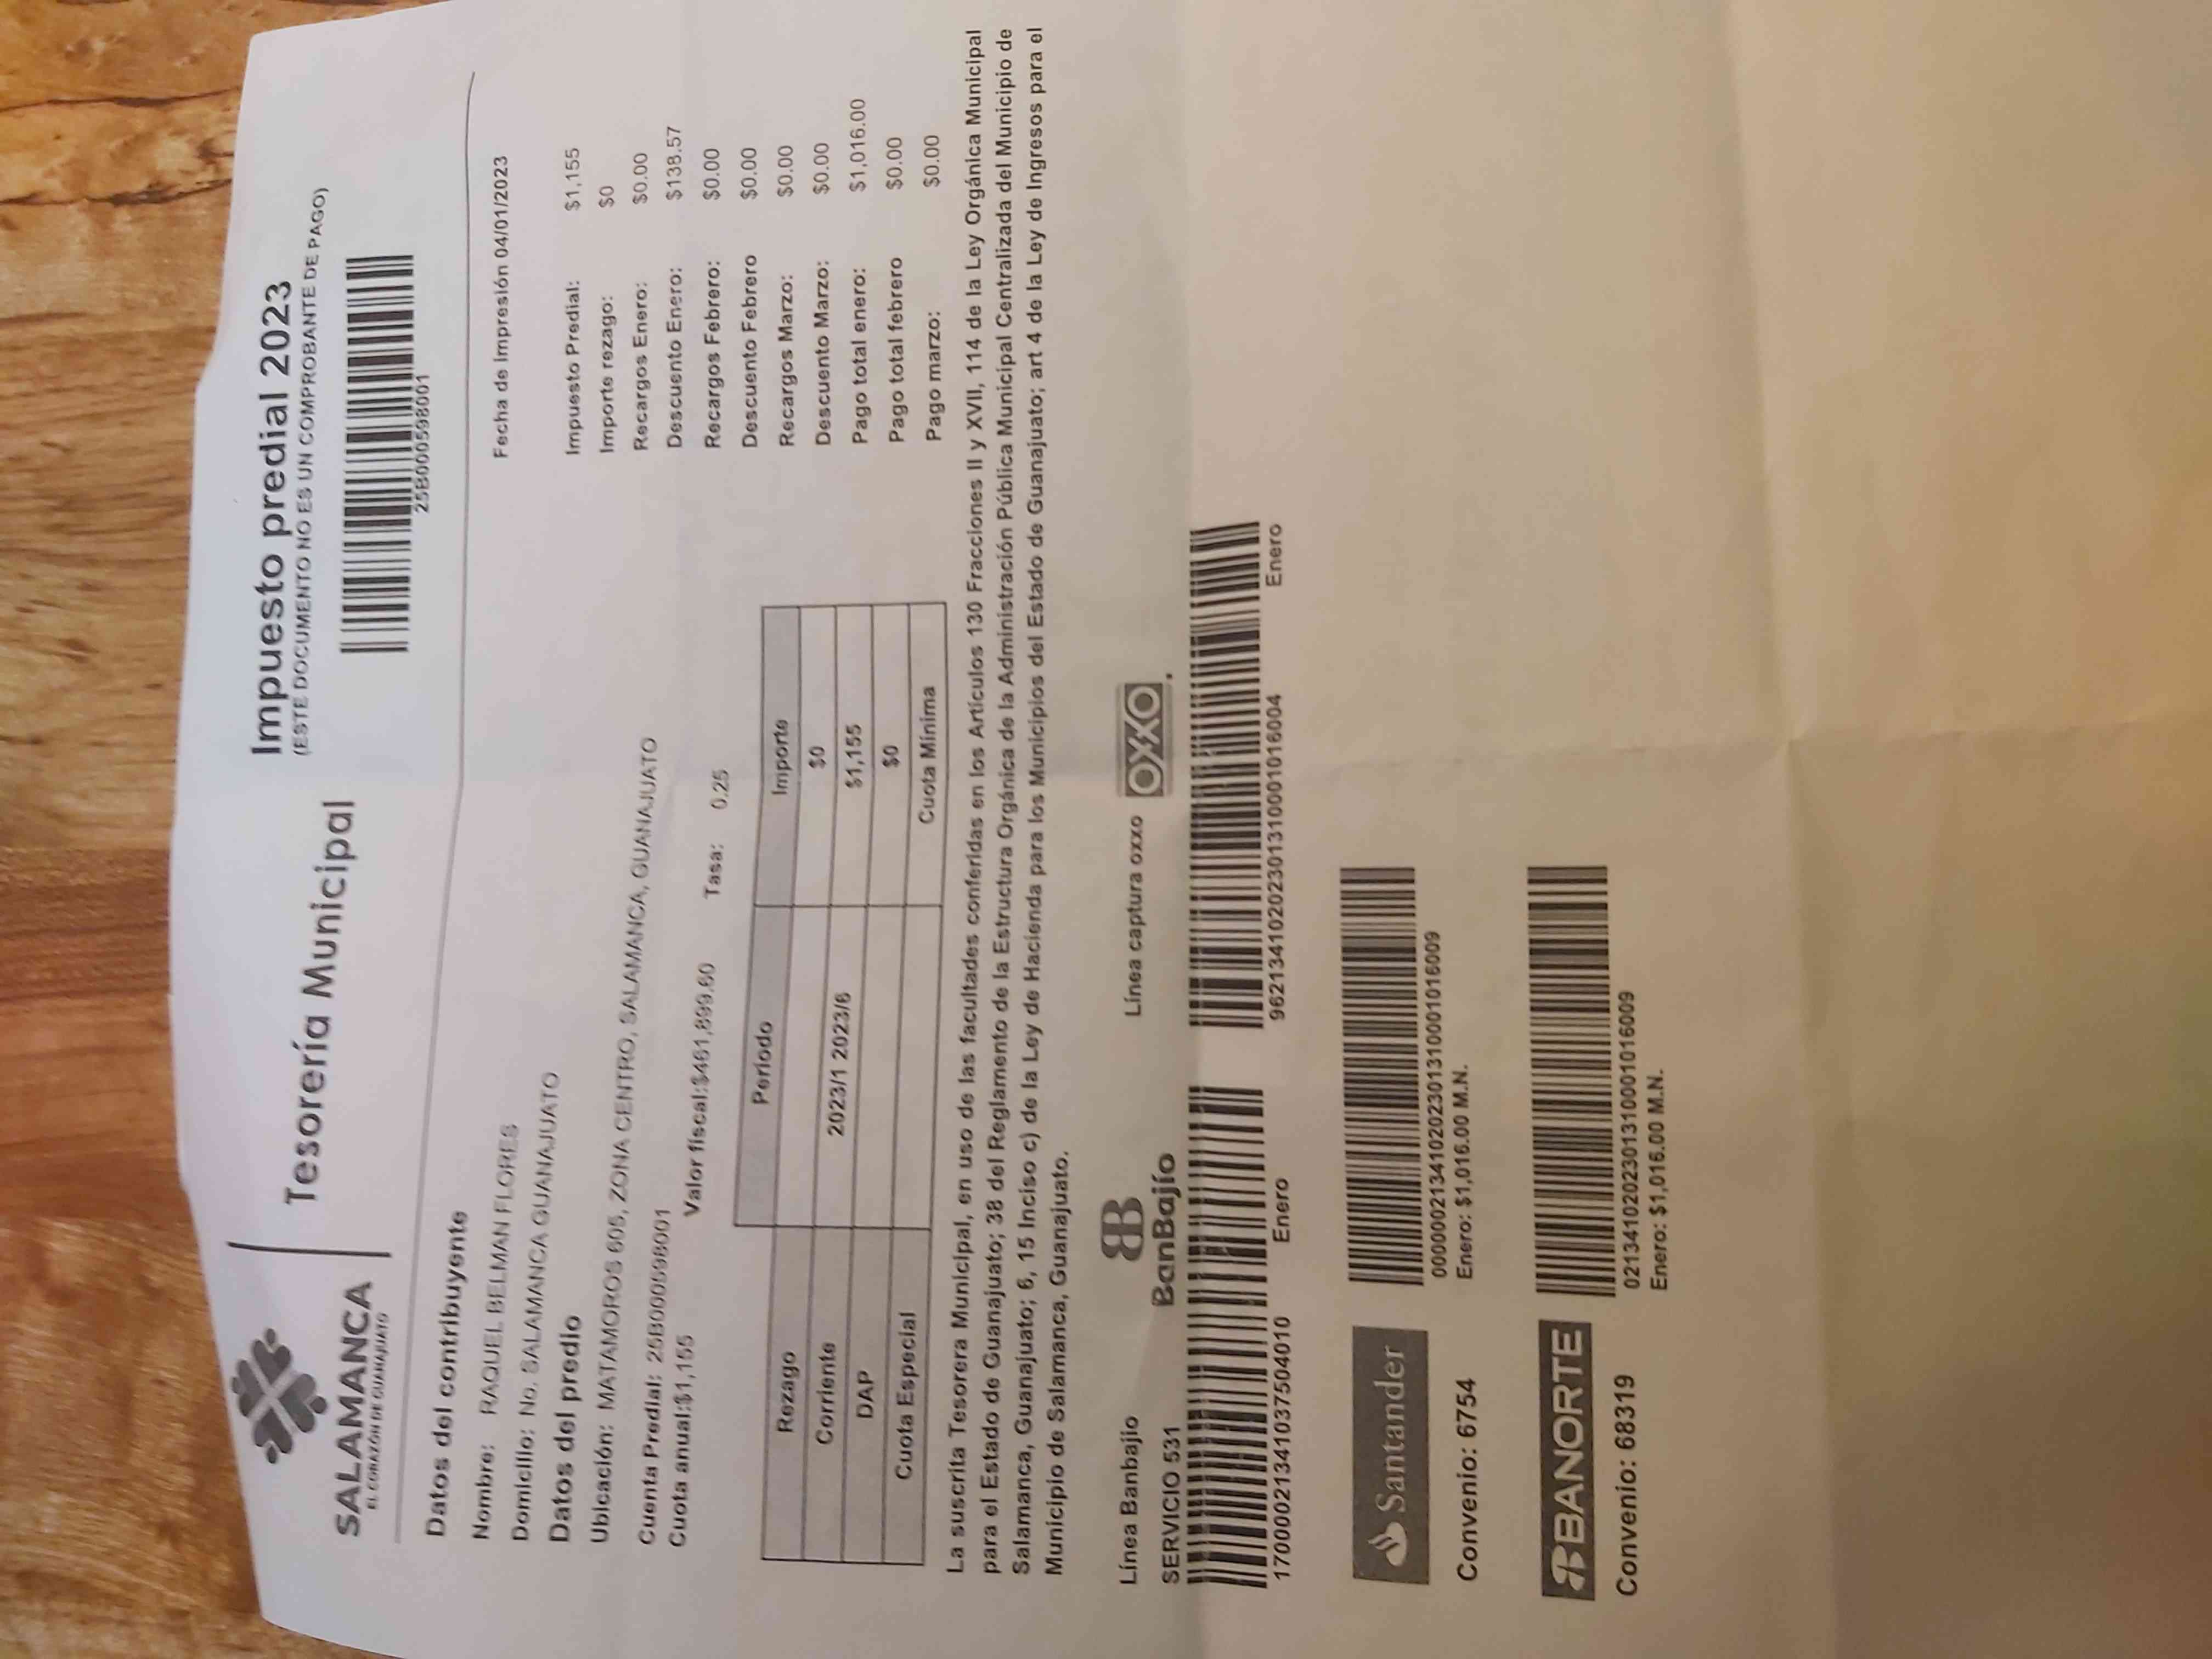 SALAMANCA
EL CORAZÓN DE GUANAJUATO
Tesorería Municipal
Impuesto predial 2023
(ESTE DOCUMENTO NO ES UN COMPROBANTE DE PAGO)
25B000598001
Datos del contribuyente
Nombre: RAQUEL BELMAN FLORES
Domicilio: No. SALAMANCA GUANAJUATO
Datos del predio
Ubicación: MATAMOROS 605, ZONA CENTRO, SALAMANCA, GUANAJUATO
Cuenta Predial: 25B000598001
Cuota anual:$1,155 Valor fiscal:$461,899.60 Tasa: 0.25
Fecha de Impresión 04/01/2023
Impuesto Predial: $1,155
Importe rezago: $0
Recargos Enero: $0.00
Descuento Enero: $138.57
Recargos Febrero: $0.00
Descuento Febrero $0.00
Recargos Marzo: $0.00
Descuento Marzo: $0.00
Pago total enero: $1,016.00
Pago total febrero $0.00
Pago marzo: $0.00
Período Importe
Rezago $0
Corriente 2023/1 2023/6 $1,155
DAP $0
Cuota Especial Cuota Mínima
La suscrita Tesorera Municipal, en uso de las facultades conferidas en los Artículos 130 Fracciones II y XVII, 114 de la Ley Orgánica Municipal
para el Estado de Guanajuato; 38 del Reglamento de la Estructura Orgánica de la Administración Pública Municipal Centralizada del Municipio de
Salamanca, Guanajuato; 6, 15 Inciso c) de la Ley de Hacienda para los Municipios del Estado de Guanajuato; art 4 de la Ley de Ingresos para el
Municipio de Salamanca, Guanajuato.
Línea Banbajío
SERVICIO 531
BB
BanBajío
17000002134103750401​0 Enero
Línea captura oxxo
OXXO
96213410202301310001016004 Enero
Santander
Convenio: 6754
00000021341020230131000101​6009
Enero: $1,016.00 M.N.
BANORTE
Convenio: 68319
0213410202301310001016009
Enero: $1,016.00 M.N.